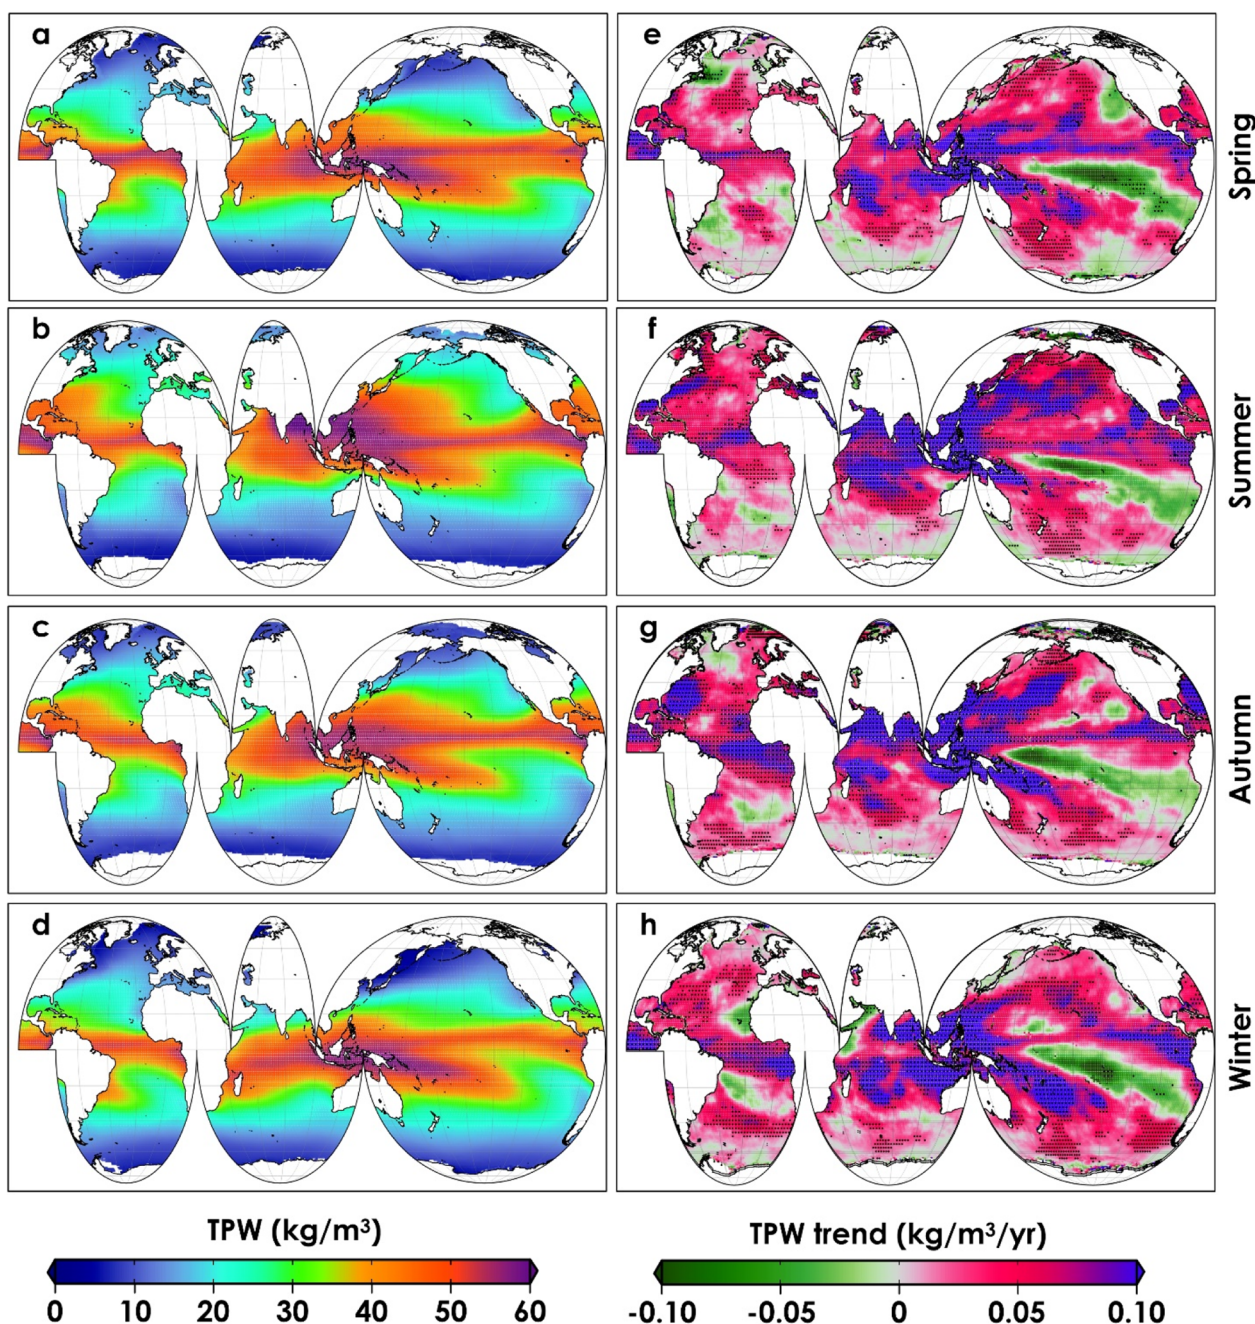 a
e
Spring
b
f
Summer
c
g
Autumn
d
h
Winter
TPW (kg/m³)
TPW trend (kg/m³/yr)
0 10 20 30 40 50 60
-0.10 -0.05 0 0.05 0.10